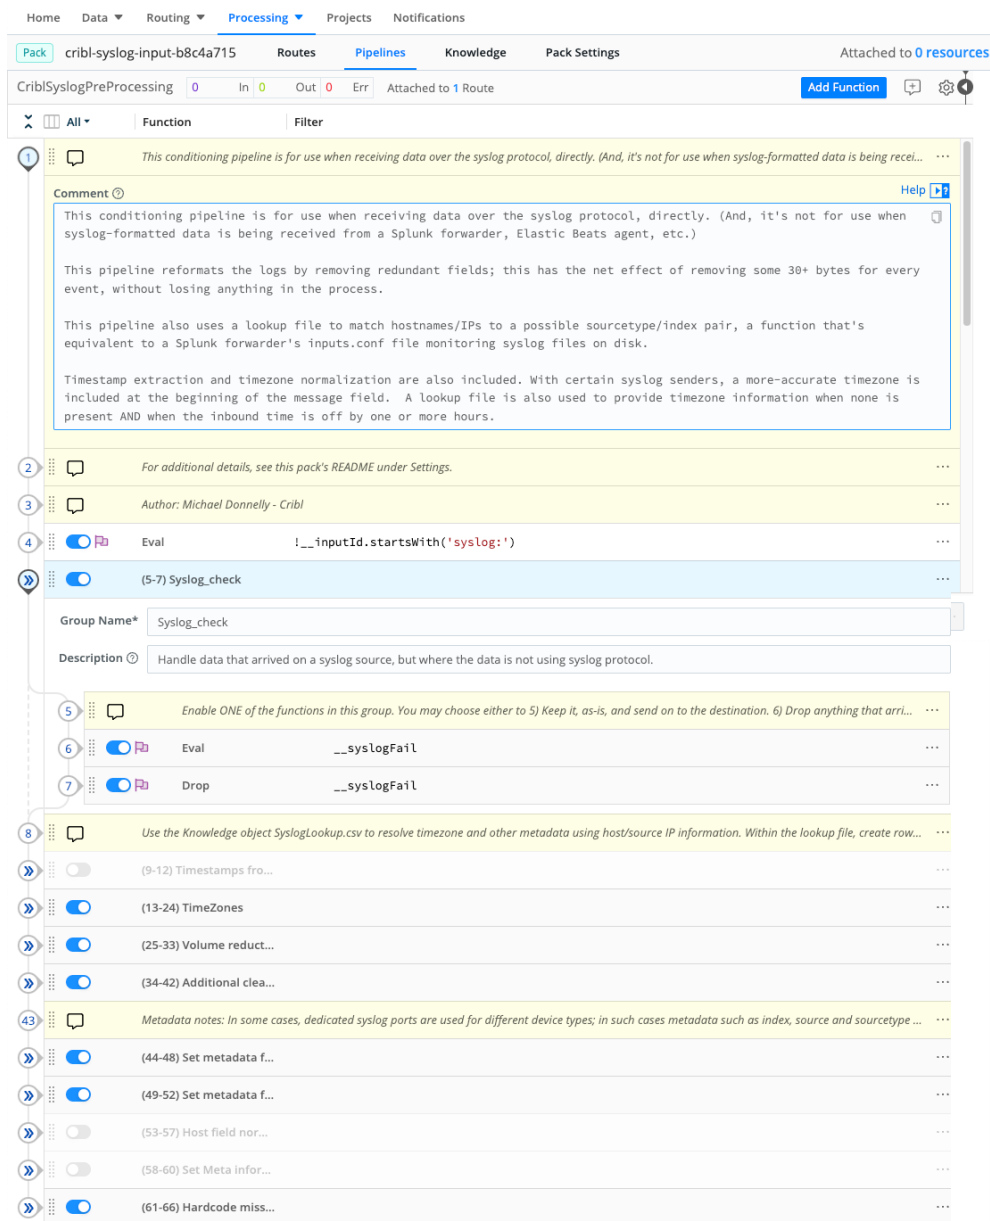 Home Data Routing Processing Projects Notifications
Pack cribl-syslog-input-b8c4a715 Routes Pipelines Knowledge Pack Settings Attached to 0 resources
CriblSyslogPreProcessing 0 In 0 Out 0 Err Attached to 1 Route Add Function
All Function Filter
1 This conditioning pipeline is for use when receiving data over the syslog protocol, directly. (And, it's not for use when syslog-formatted data is being recei... ...
Comment Help
This conditioning pipeline is for use when receiving data over the syslog protocol, directly. (And, it's not for use when
syslog-formatted data is being received from a Splunk forwarder, Elastic Beats agent, etc.)
This pipeline reformats the logs by removing redundant fields; this has the net effect of removing some 30+ bytes for every
event, without losing anything in the process.
This pipeline also uses a lookup file to match hostnames/IPs to a possible sourcetype/index pair, a function that's
equivalent to a Splunk forwarder's inputs.conf file monitoring syslog files on disk.
Timestamp extraction and timezone normalization are also included. With certain syslog senders, a more-accurate timezone is
included at the beginning of the message field.  A lookup file is also used to provide timezone information when none is
present AND when the inbound time is off by one or more hours.
2 For additional details, see this pack's README under Settings. ...
3 Author: Michael Donnelly - Cribl ...
4 Eval !__inputId.startsWith('syslog:') ...
(5-7) Syslog_check ...
Group Name* Syslog_check
Description Handle data that arrived on a syslog source, but where the data is not using syslog protocol.
5 Enable ONE of the functions in this group. You may choose either to 5) Keep it, as-is, and send on to the destination. 6) Drop anything that arri... ...
6 Eval __syslogFail ...
7 Drop __syslogFail ...
8 Use the Knowledge object SyslogLookup.csv to resolve timezone and other metadata using host/source IP information. Within the lookup file, create row... ...
(9-12) Timestamps fro... ...
(13-24) TimeZones ...
(25-33) Volume reduct... ...
(34-42) Additional clea... ...
43 Metadata notes: In some cases, dedicated syslog ports are used for different device types; in such cases metadata such as index, source and sourcetype ... ...
(44-48) Set metadata f... ...
(49-52) Set metadata f... ...
(53-57) Host field nor... ...
(58-60) Set Meta infor... ...
(61-66) Hardcode miss... ...